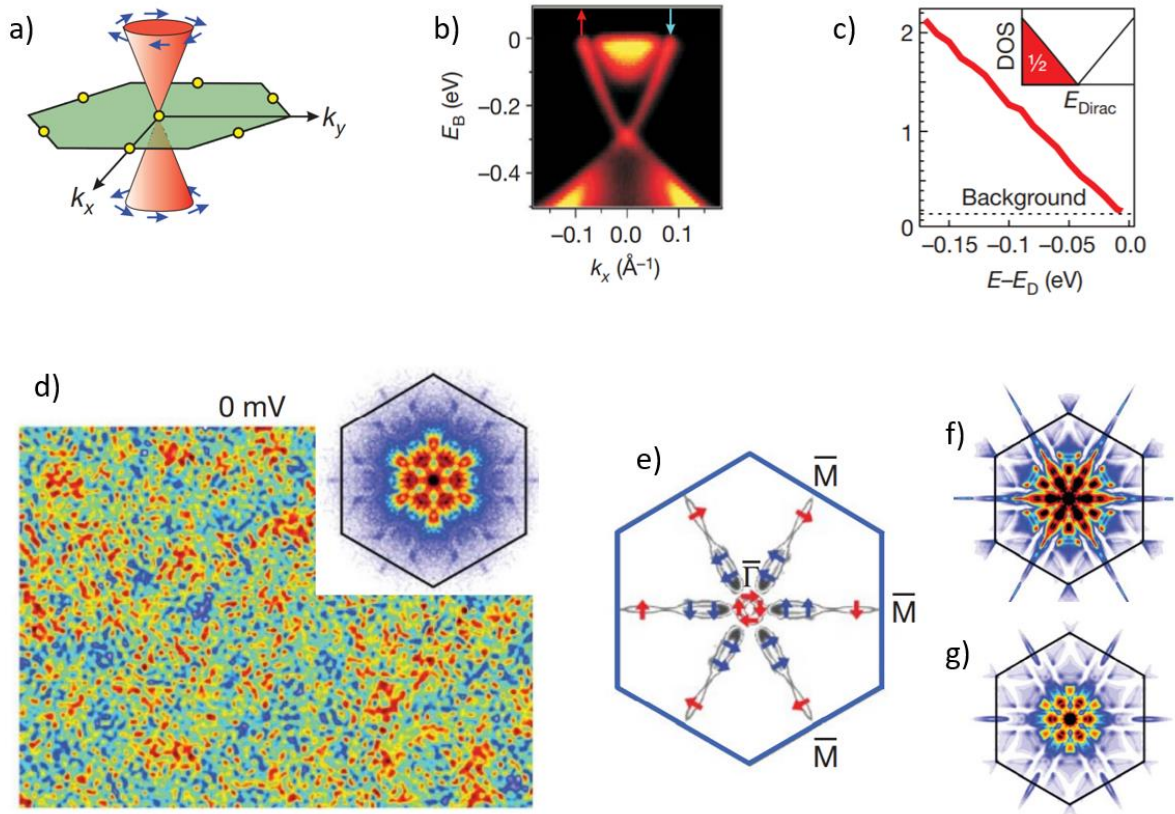 a)
k_y
k_x
b)
E_B (eV)
0
−0.2
−0.4
−0.1 0.0 0.1
k_x (Å⁻¹)
c)
DOS
½
E_Dirac
2
1
0
Background
−0.15 −0.1 −0.05 0.0
E−E_D (eV)
d)
0 mV
e)
M̅
Γ̅
M̅
M̅
f)
g)